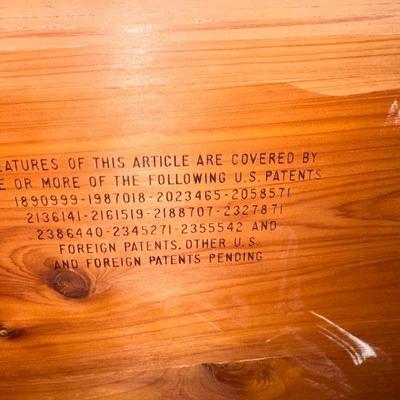 EATURES OF THIS ARTICLE ARE COVERED BY
E OR MORE OF THE FOLLOWING U.S. PATENTS
1890999-1987018-2023465-2058571
2136141-2161519-2188707-2327871
2386440-2345271-2355542 AND
FOREIGN PATENTS. OTHER U.S.
AND FOREIGN PATENTS PENDING